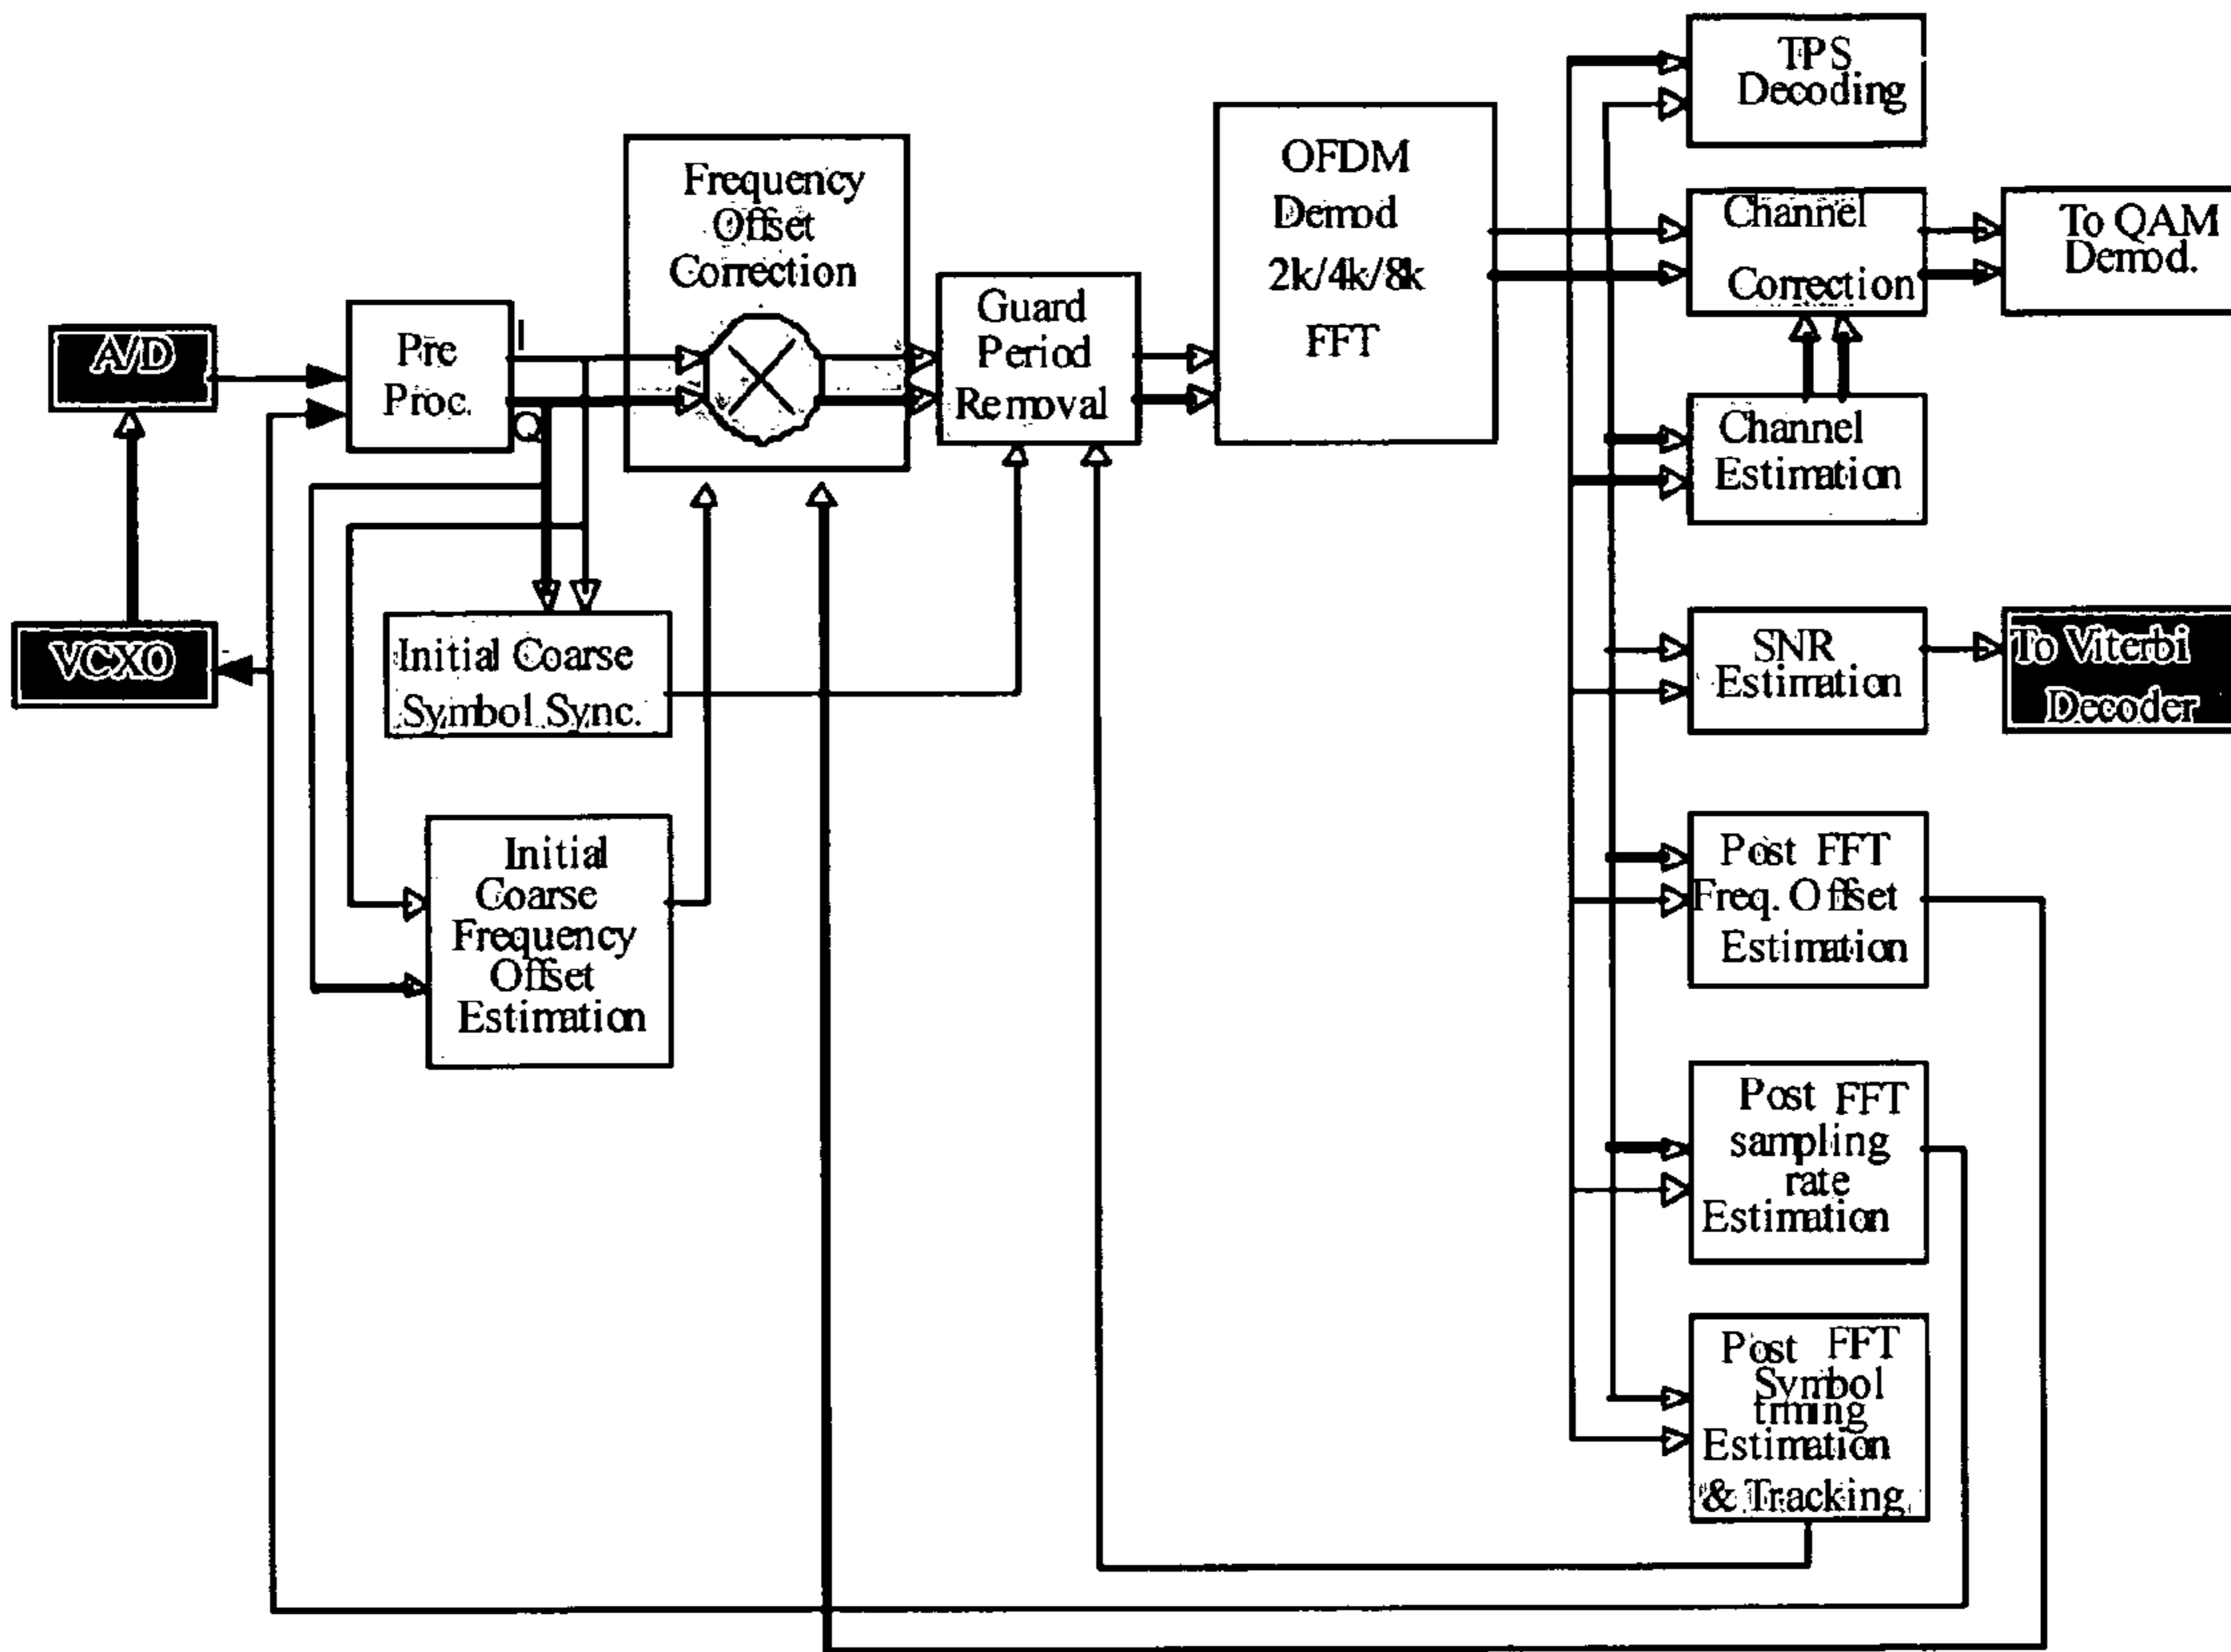 A/D
VCXO
Pre
Proc.
I
Q
Frequency
Offset
Correction
Guard
Period
Removal
OFDM
Demod
2k/4k/8k
FFT
Initial Coarse
Symbol Sync.
Initial
Coarse
Frequency
Offset
Estimation
TPS
Decoding
Channel
Correction
To QAM
Demod.
Channel
Estimation
SNR
Estimation
To Viterbi
Decoder
Post FFT
Freq. Offset
Estimation
Post FFT
sampling
rate
Estimation
Post FFT
Symbol
timing
Estimation
& Tracking